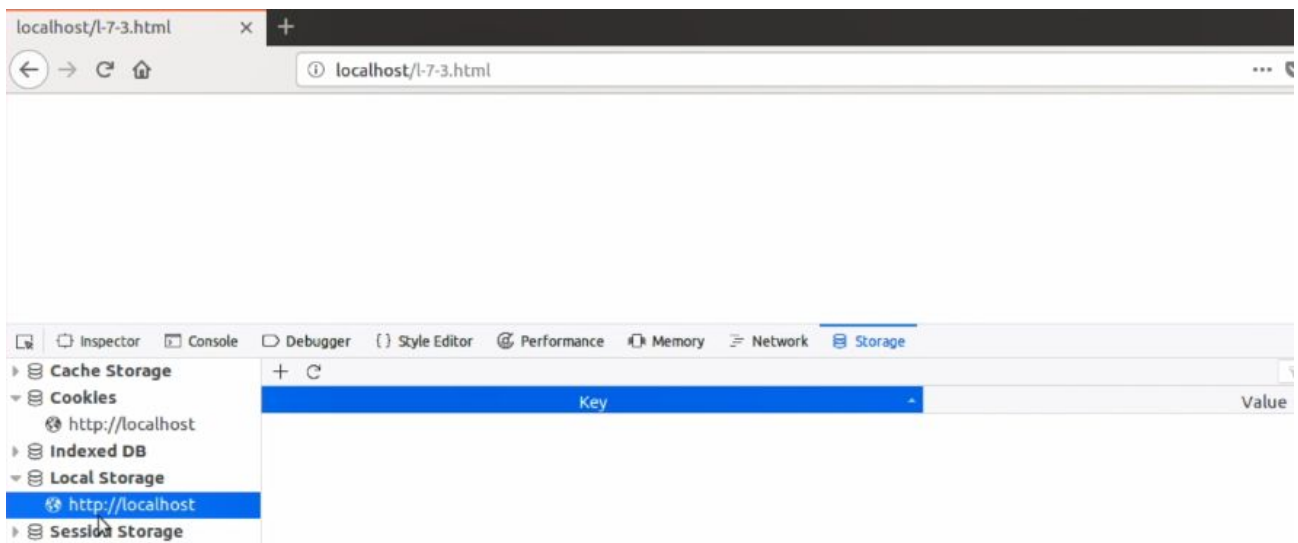 localhost/l-7-3.html
localhost/l-7-3.html
Inspector Console Debugger {} Style Editor Performance Memory Network Storage
Cache Storage
Cookies
Key Value
http://localhost
Indexed DB
Local Storage
http://localhost
Session Storage